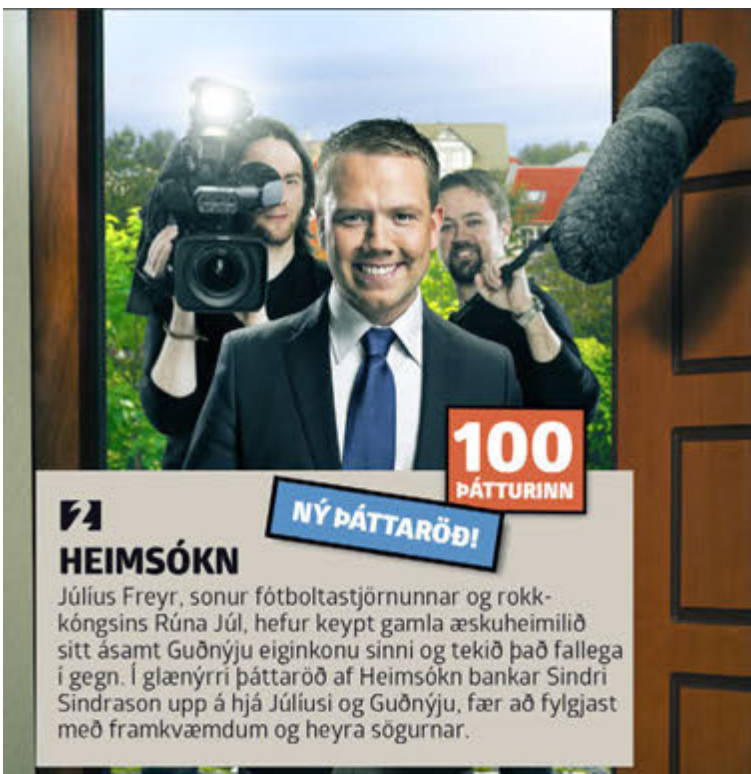 100
ÞÁTTURINN
NÝ ÞÁTTARÖÐ!
2
HEIMSÓKN
Júlíus Freyr, sonur fótboltastjörnunnar og rokk-
kóngsins Rúna Júl, hefur keypt gamla æskuheimilið
sitt ásamt Guðnýju eiginkonu sinni og tekið það fallega
í gegn. Í glænýrri þáttaröð af Heimsókn bankar Sindri
Sindrason upp á hjá Júlíusi og Guðnýju, fær að fylgjast
með framkvæmdum og heyra sögurnar.